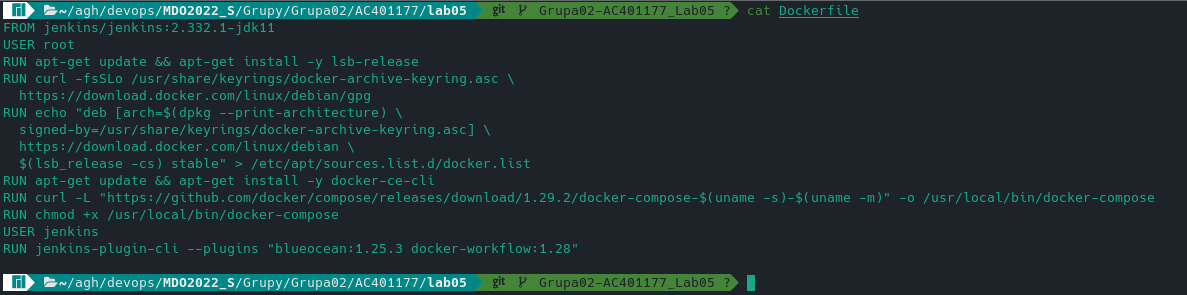 ~/agh/devops/MDO2022_S/Grupy/Grupa02/AC401177/lab05 git Grupa02-AC401177_Lab05 ? cat Dockerfile
FROM jenkins/jenkins:2.332.1-jdk11
USER root
RUN apt-get update && apt-get install -y lsb-release
RUN curl -fsSLo /usr/share/keyrings/docker-archive-keyring.asc \
  https://download.docker.com/linux/debian/gpg
RUN echo "deb [arch=$(dpkg --print-architecture) \
  signed-by=/usr/share/keyrings/docker-archive-keyring.asc] \
  https://download.docker.com/linux/debian \
  $(lsb_release -cs) stable" > /etc/apt/sources.list.d/docker.list
RUN apt-get update && apt-get install -y docker-ce-cli
RUN curl -L "https://github.com/docker/compose/releases/download/1.29.2/docker-compose-$(uname -s)-$(uname -m)" -o /usr/local/bin/docker-compose
RUN chmod +x /usr/local/bin/docker-compose
USER jenkins
RUN jenkins-plugin-cli --plugins "blueocean:1.25.3 docker-workflow:1.28"
~/agh/devops/MDO2022_S/Grupy/Grupa02/AC401177/lab05 git Grupa02-AC401177_Lab05 ?